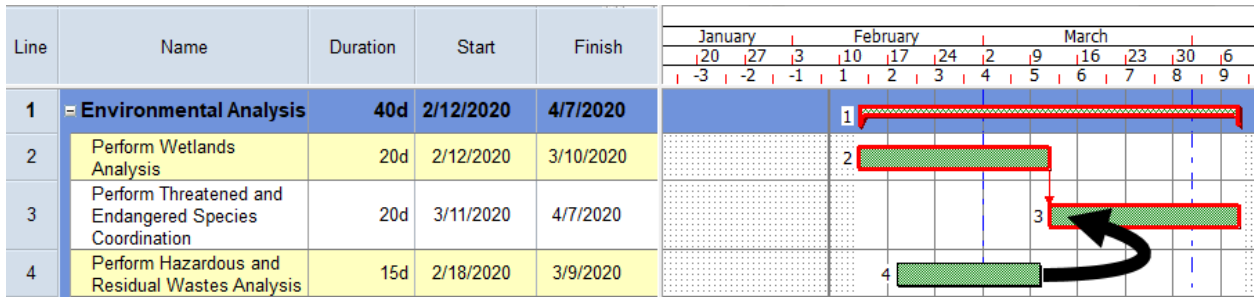 Line Name Duration Start Finish
January February March
20 27 3 10 17 24 2 9 16 23 30 6
-3 -2 -1 1 2 3 4 5 6 7 8 9
1 Environmental Analysis 40d 2/12/2020 4/7/2020 1
2 Perform Wetlands
Analysis 20d 2/12/2020 3/10/2020 2
3 Perform Threatened and
Endangered Species
Coordination 20d 3/11/2020 4/7/2020 3
4 Perform Hazardous and
Residual Wastes Analysis 15d 2/18/2020 3/9/2020 4